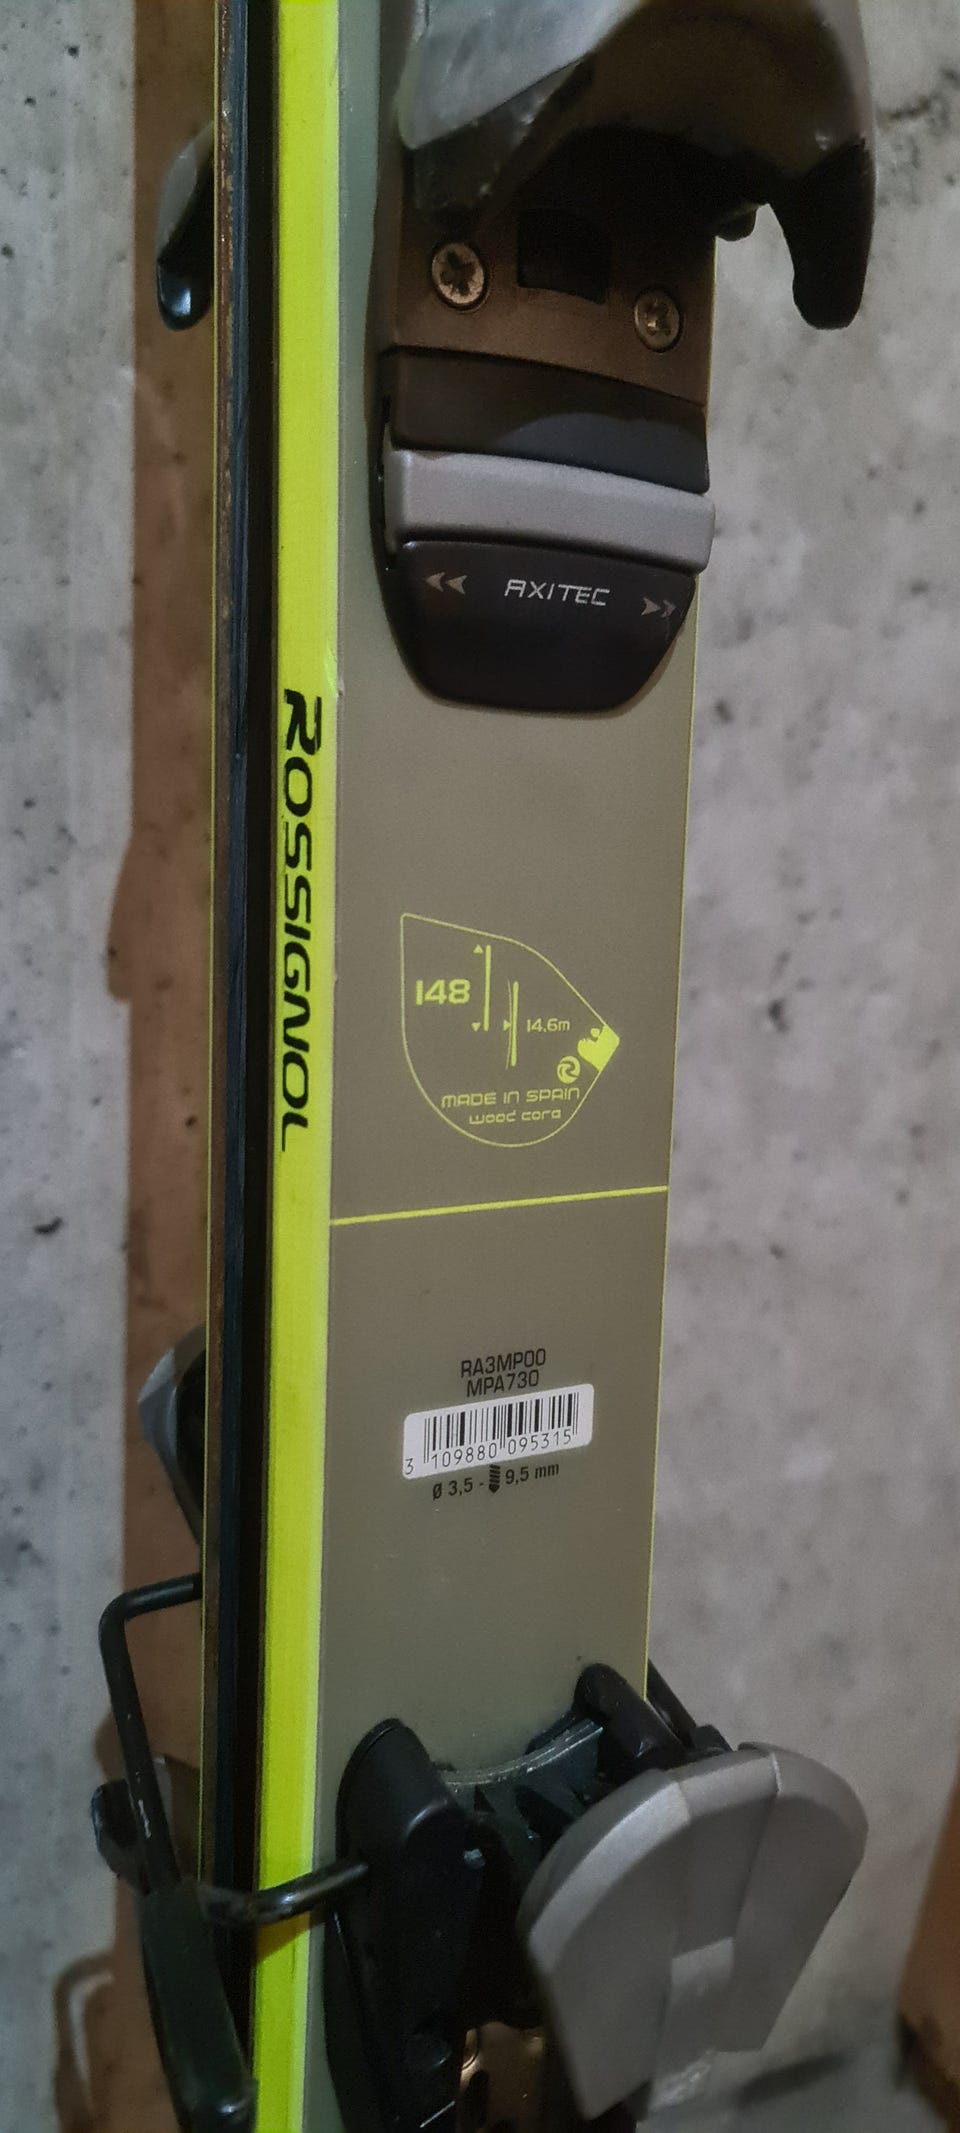 << AXITEC >>
ROSSIGNOL
148
14.6m
MADE IN SPAIN
wood core
RA3MP00
MPA730
3 109880 095315
Ø 3,5 - 9,5 mm